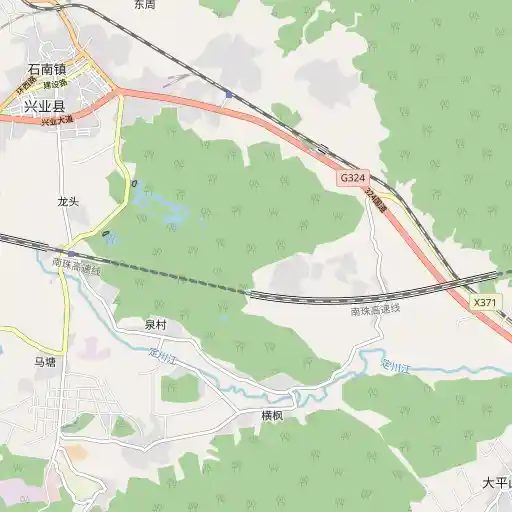 东周
石南镇
环西路
建设路
兴业县
兴业大道
G324
324国道
龙头
南珠高速线
X371
南珠高速线
泉村
定川江
马塘
定川江
横枫
大平山